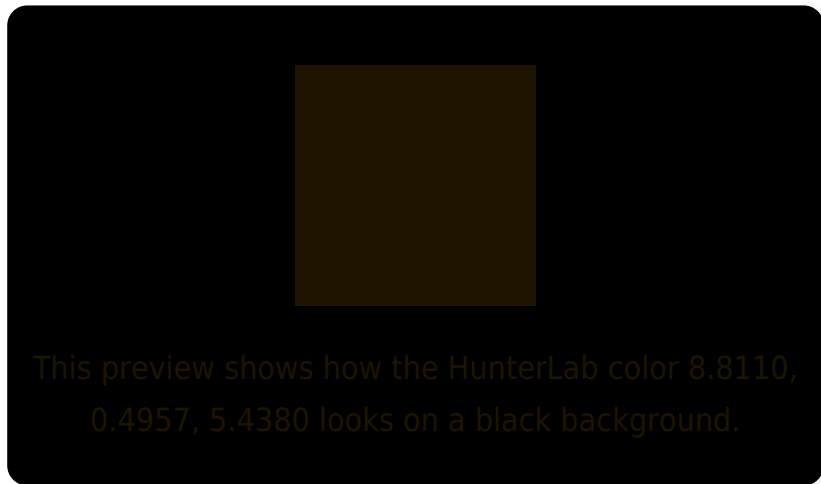 This preview shows how the HunterLab color 8.8110,
0.4957, 5.4380 looks on a black background.